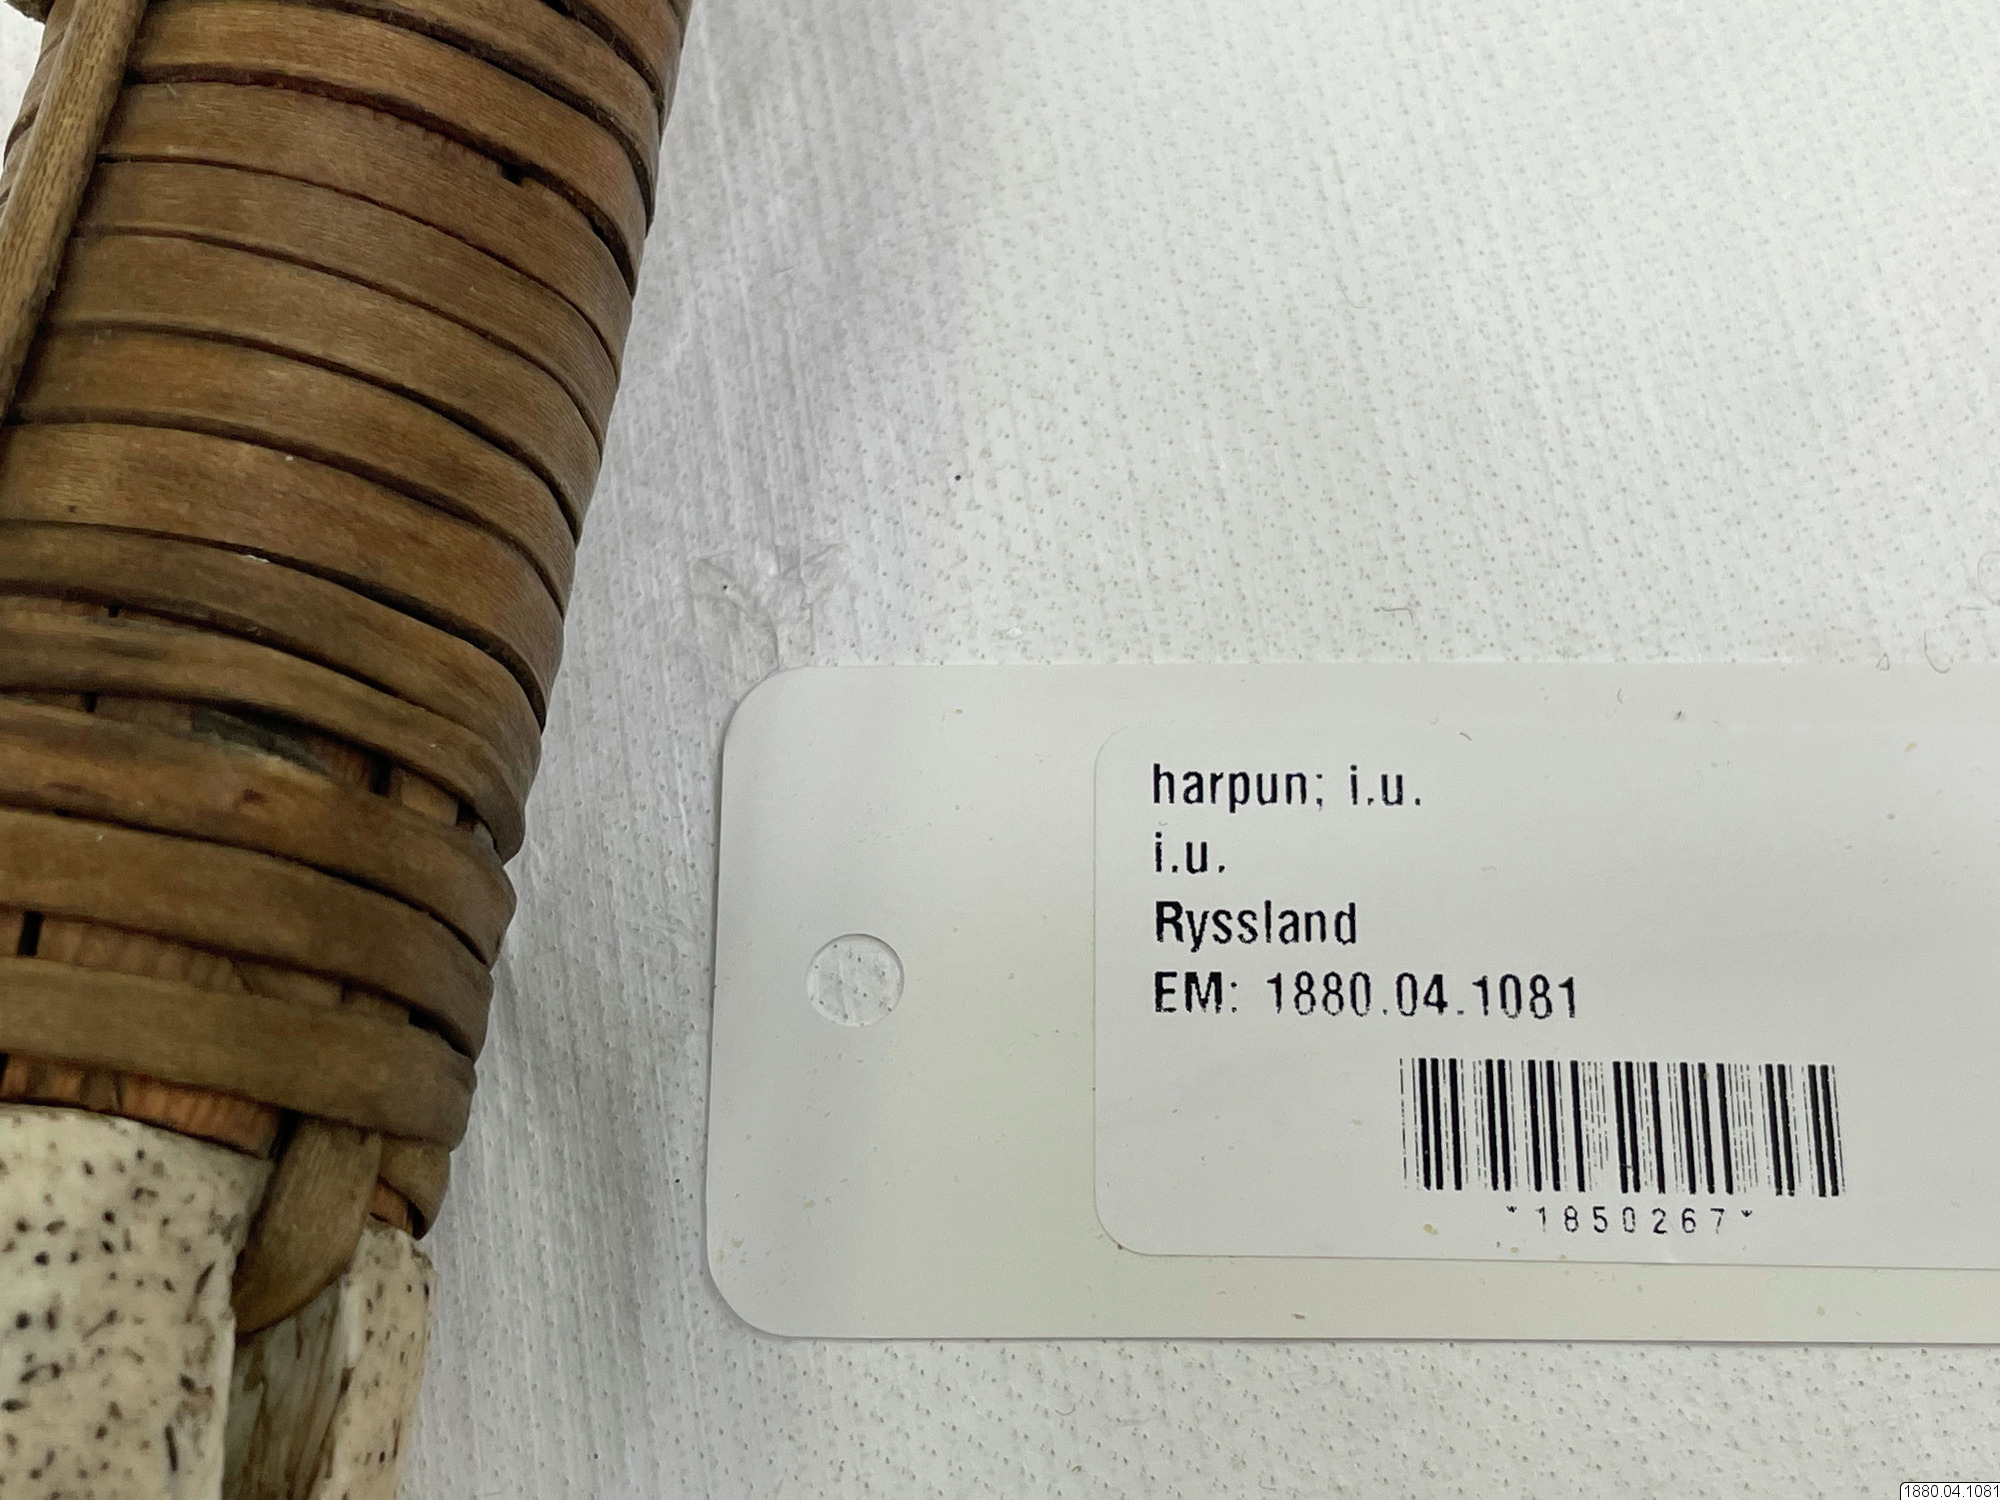 harpun; i.u.
i.u.
Ryssland
EM: 1880.04.1081
*1850267*
1880.04.1081